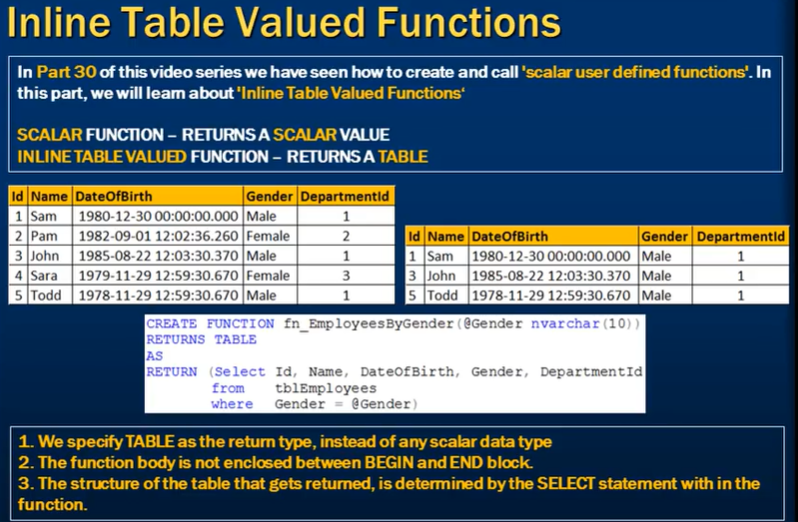 Inline Table Valued Functions
In Part 30 of this video series we have seen how to create and call 'scalar user defined functions'. In
this part, we will learn about 'Inline Table Valued Functions‘
SCALAR FUNCTION – RETURNS A SCALAR VALUE
INLINE TABLE VALUED FUNCTION – RETURNS A TABLE
Id Name DateOfBirth Gender DepartmentId
1 Sam 1980-12-30 00:00:00.000 Male 1
2 Pam 1982-09-01 12:02:36.260 Female 2
3 John 1985-08-22 12:03:30.370 Male 1
4 Sara 1979-11-29 12:59:30.670 Female 3
5 Todd 1978-11-29 12:59:30.670 Male 1
Id Name DateOfBirth Gender DepartmentId
1 Sam 1980-12-30 00:00:00.000 Male 1
3 John 1985-08-22 12:03:30.370 Male 1
5 Todd 1978-11-29 12:59:30.670 Male 1
CREATE FUNCTION fn_EmployeesByGender(@Gender nvarchar(10))
RETURNS TABLE
AS
RETURN (Select Id, Name, DateOfBirth, Gender, DepartmentId
from tblEmployees
where Gender = @Gender)
1. We specify TABLE as the return type, instead of any scalar data type
2. The function body is not enclosed between BEGIN and END block.
3. The structure of the table that gets returned, is determined by the SELECT statement with in the
function.